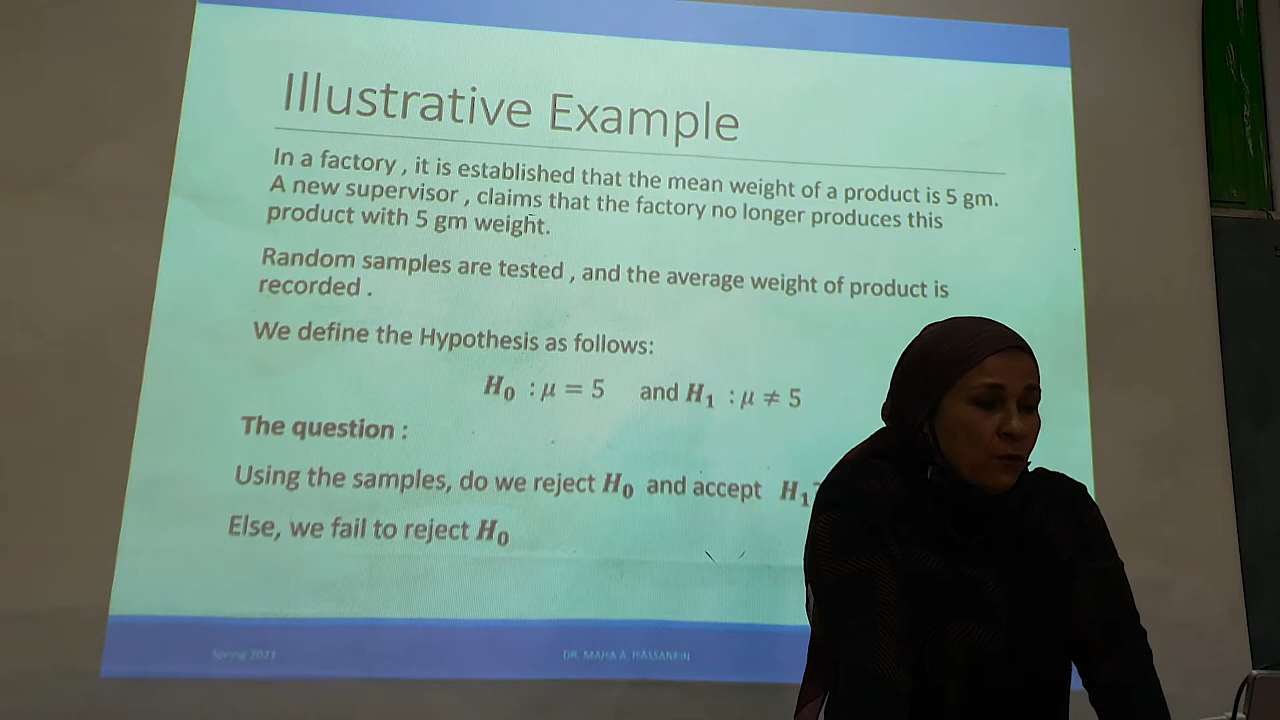 Illustrative Example
In a factory , it is established that the mean weight of a product is 5 gm.
A new supervisor , claims that the factory no longer produces this
product with 5 gm weight.
Random samples are tested , and the average weight of product is
recorded .
We define the Hypothesis as follows:
H₀ : μ = 5 and H₁ : μ ≠ 5
The question :
Using the samples, do we reject H₀ and accept H₁
Else, we fail to reject H₀
Spring 2021 DR. MAHA A. HASSANEIN